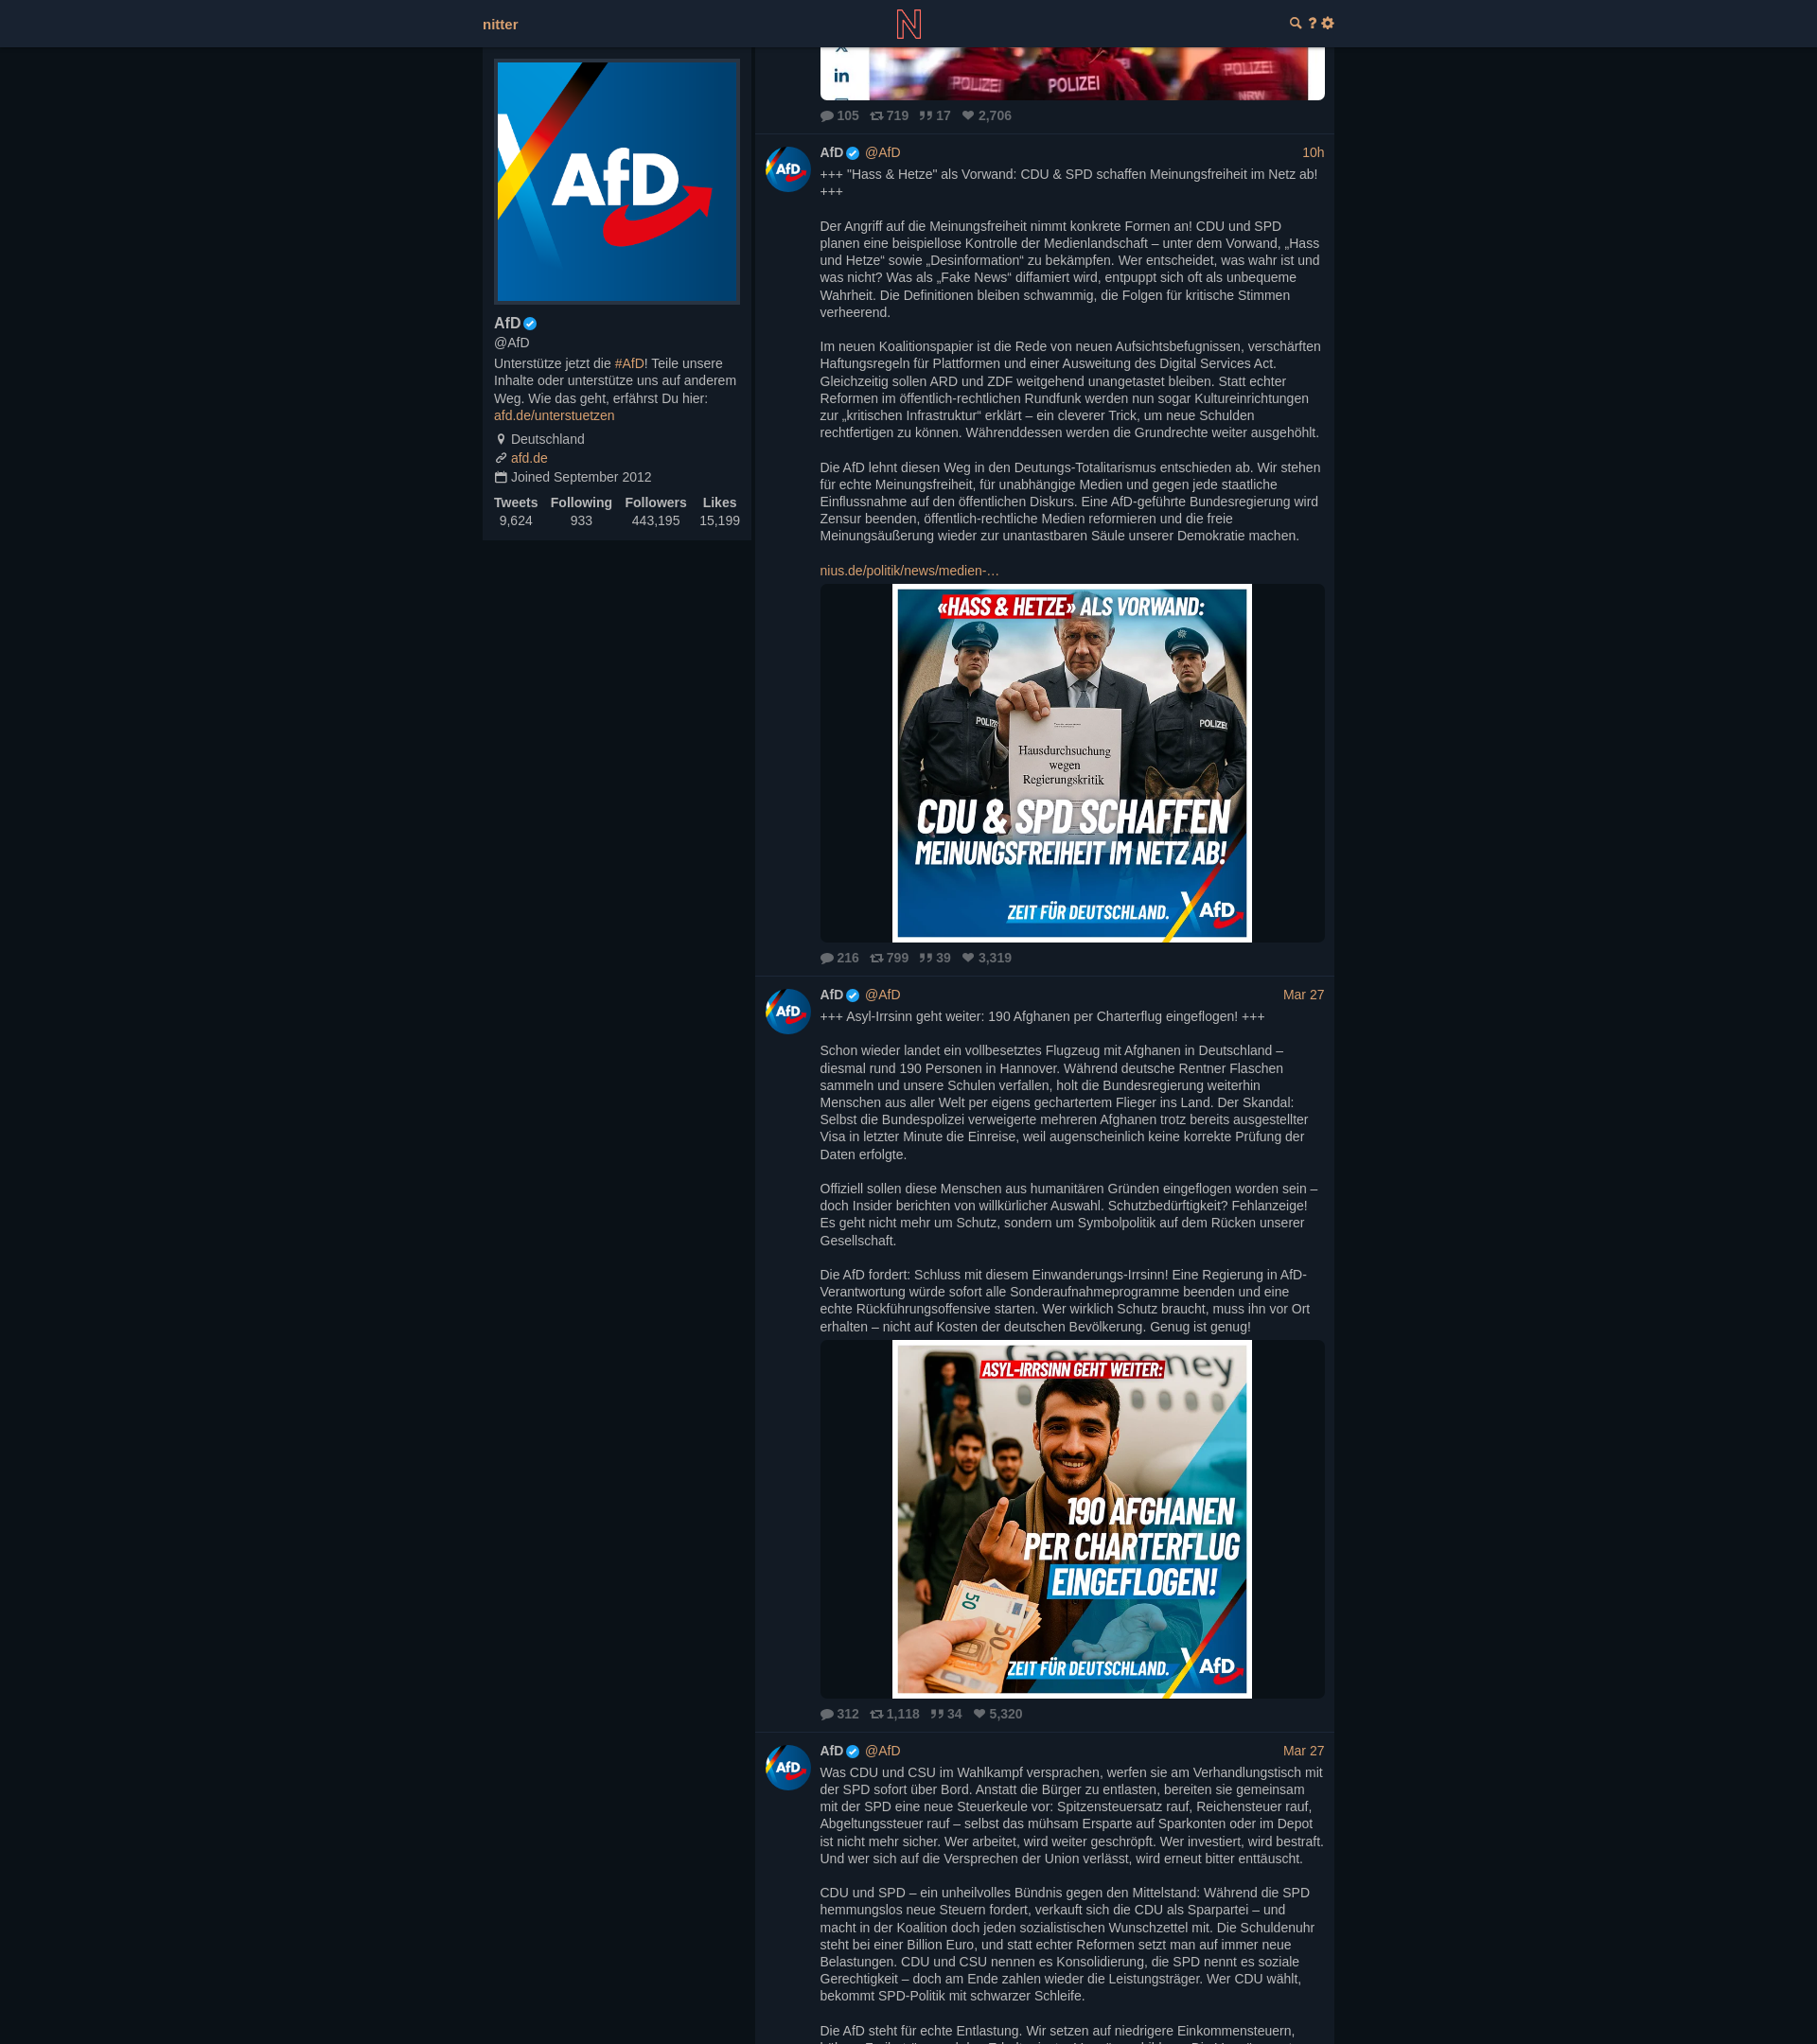 nitter
N
?
AfD
AfD
@AfD
Unterstütze jetzt die #AfD! Teile unsere
Inhalte oder unterstütze uns auf anderem
Weg. Wie das geht, erfährst Du hier:
afd.de/unterstuetzen
Deutschland
afd.de
Joined September 2012
Tweets Following Followers Likes
9,624 933 443,195 15,199
in
POLIZEI
POLIZEI
POLIZEI
NRW
105 719 17 2,706
AfD
AfD @AfD 10h
+++ "Hass & Hetze" als Vorwand: CDU & SPD schaffen Meinungsfreiheit im Netz ab!
+++
Der Angriff auf die Meinungsfreiheit nimmt konkrete Formen an! CDU und SPD
planen eine beispiellose Kontrolle der Medienlandschaft – unter dem Vorwand, „Hass
und Hetze“ sowie „Desinformation“ zu bekämpfen. Wer entscheidet, was wahr ist und
was nicht? Was als „Fake News“ diffamiert wird, entpuppt sich oft als unbequeme
Wahrheit. Die Definitionen bleiben schwammig, die Folgen für kritische Stimmen
verheerend.
Im neuen Koalitionspapier ist die Rede von neuen Aufsichtsbefugnissen, verschärften
Haftungsregeln für Plattformen und einer Ausweitung des Digital Services Act.
Gleichzeitig sollen ARD und ZDF weitgehend unangetastet bleiben. Statt echter
Reformen im öffentlich-rechtlichen Rundfunk werden nun sogar Kultureinrichtungen
zur „kritischen Infrastruktur“ erklärt – ein cleverer Trick, um neue Schulden
rechtfertigen zu können. Währenddessen werden die Grundrechte weiter ausgehöhlt.
Die AfD lehnt diesen Weg in den Deutungs-Totalitarismus entschieden ab. Wir stehen
für echte Meinungsfreiheit, für unabhängige Medien und gegen jede staatliche
Einflussnahme auf den öffentlichen Diskurs. Eine AfD-geführte Bundesregierung wird
Zensur beenden, öffentlich-rechtliche Medien reformieren und die freie
Meinungsäußerung wieder zur unantastbaren Säule unserer Demokratie machen.
nius.de/politik/news/medien-…
«HASS & HETZE» ALS VORWAND:
POLIZEI
POLIZEI
Hausdurchsuchung
wegen
Regierungskritik
CDU & SPD SCHAFFEN
MEINUNGSFREIHEIT IM NETZ AB!
ZEIT FÜR DEUTSCHLAND. AfD
216 799 39 3,319
AfD
AfD @AfD Mar 27
+++ Asyl-Irrsinn geht weiter: 190 Afghanen per Charterflug eingeflogen! +++
Schon wieder landet ein vollbesetztes Flugzeug mit Afghanen in Deutschland –
diesmal rund 190 Personen in Hannover. Während deutsche Rentner Flaschen
sammeln und unsere Schulen verfallen, holt die Bundesregierung weiterhin
Menschen aus aller Welt per eigens gechartertem Flieger ins Land. Der Skandal:
Selbst die Bundespolizei verweigerte mehreren Afghanen trotz bereits ausgestellter
Visa in letzter Minute die Einreise, weil augenscheinlich keine korrekte Prüfung der
Daten erfolgte.
Offiziell sollen diese Menschen aus humanitären Gründen eingeflogen worden sein –
doch Insider berichten von willkürlicher Auswahl. Schutzbedürftigkeit? Fehlanzeige!
Es geht nicht mehr um Schutz, sondern um Symbolpolitik auf dem Rücken unserer
Gesellschaft.
Die AfD fordert: Schluss mit diesem Einwanderungs-Irrsinn! Eine Regierung in AfD-
Verantwortung würde sofort alle Sonderaufnahmeprogramme beenden und eine
echte Rückführungsoffensive starten. Wer wirklich Schutz braucht, muss ihn vor Ort
erhalten – nicht auf Kosten der deutschen Bevölkerung. Genug ist genug!
Germoney
ASYL-IRRSINN GEHT WEITER:
190 AFGHANEN
PER CHARTERFLUG
EINGEFLOGEN!
50
50
ZEIT FÜR DEUTSCHLAND. AfD
312 1,118 34 5,320
AfD
AfD @AfD Mar 27
Was CDU und CSU im Wahlkampf versprachen, werfen sie am Verhandlungstisch mit
der SPD sofort über Bord. Anstatt die Bürger zu entlasten, bereiten sie gemeinsam
mit der SPD eine neue Steuerkeule vor: Spitzensteuersatz rauf, Reichensteuer rauf,
Abgeltungssteuer rauf – selbst das mühsam Ersparte auf Sparkonten oder im Depot
ist nicht mehr sicher. Wer arbeitet, wird weiter geschröpft. Wer investiert, wird bestraft.
Und wer sich auf die Versprechen der Union verlässt, wird erneut bitter enttäuscht.
CDU und SPD – ein unheilvolles Bündnis gegen den Mittelstand: Während die SPD
hemmungslos neue Steuern fordert, verkauft sich die CDU als Sparpartei – und
macht in der Koalition doch jeden sozialistischen Wunschzettel mit. Die Schuldenuhr
steht bei einer Billion Euro, und statt echter Reformen setzt man auf immer neue
Belastungen. CDU und CSU nennen es Konsolidierung, die SPD nennt es soziale
Gerechtigkeit – doch am Ende zahlen wieder die Leistungsträger. Wer CDU wählt,
bekommt SPD-Politik mit schwarzer Schleife.
Die AfD steht für echte Entlastung. Wir setzen auf niedrigere Einkommensteuern,